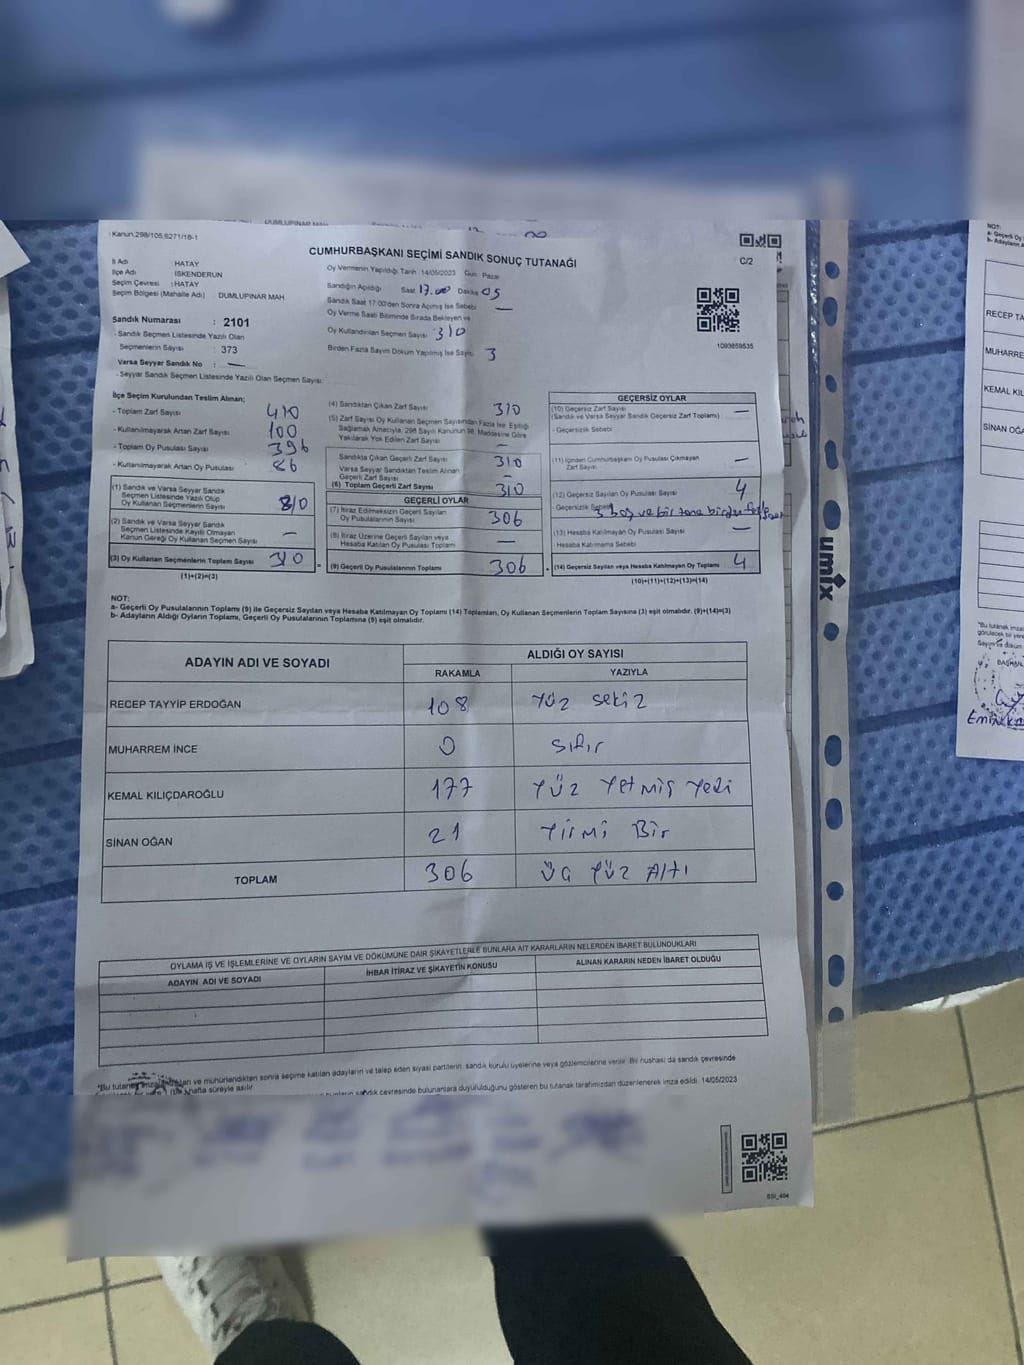 DUMLUPINAR MAH
Kanun.298/105,6271/18-1
CUMHURBAŞKANI SEÇİMİ SANDIK SONUÇ TUTANAĞI
C/2
İl Adı : HATAY
İlçe Adı : İSKENDERUN
Seçim Çevresi : HATAY
Seçim Bölgesi (Mahalle Adı) : DUMLUPINAR MAH
Sandık Numarası : 2101
- Sandık Seçmen Listesinde Yazılı Olan
Seçmenlerin Sayısı : 373
Varsa Seyyar Sandık No : —
- Seyyar Sandık Seçmen Listesinde Yazılı Olan Seçmen Sayısı:
Oy Vermenin Yapıldığı Tarih :14/05/2023 Gün: Pazar
Sandığın Açıldığı Saat 17.00 Dakika 05
Sandık Saat 17:00'den Sonra Açılmış İse Sebebi —
Oy Verme Saati Bitiminde Sırada Bekleyen ve
Oy Kullandırılan Seçmen Sayısı 310
Birden Fazla Sayım Döküm Yapılmış İse Sayısı 3
1093859535
İlçe Seçim Kurulundan Teslim Alınan;
- Toplam Zarf Sayısı 410
- Kullanılmayarak Artan Zarf Sayısı 100
- Toplam Oy Pusulası Sayısı 396
- Kullanılmayarak Artan Oy Pusulası 86
(1) Sandık ve Varsa Seyyar Sandık
Seçmen Listesinde Yazılı Olup
Oy Kullanan Seçmenlerin Sayısı 310
(2) Sandık ve Varsa Seyyar Sandık
Seçmen Listesinde Kayıtlı Olmayan
Kanun Gereği Oy Kullanan Seçmen Sayısı —
(3) Oy Kullanan Seçmenlerin Toplam Sayısı 310
(1)+(2)=(3)
(4) Sandıktan Çıkan Zarf Sayısı 310
(5) Zarf Sayısı Oy Kullanan Seçmen Sayısından Fazla İse, Eşitliği
Sağlamak Amacıyla, 298 Sayılı Kanunun 98. Maddesine Göre
Yakılarak Yok Edilen Zarf Sayısı —
Sandıkta Çıkan Geçerli Zarf Sayısı 310
Varsa Seyyar Sandıktan Teslim Alınan
Geçerli Zarf Sayısı —
(6) Toplam Geçerli Zarf Sayısı 310
GEÇERLİ OYLAR
(7) İtiraz Edilmeksizin Geçerli Sayılan
Oy Pusulalarının Sayısı 306
(8) İtiraz Üzerine Geçerli Sayılan veya
Hesaba Katılan Oy Pusulası Toplamı —
(9) Geçerli Oy Pusulalarının Toplamı 306
GEÇERSİZ OYLAR
(10) Geçersiz Zarf Sayısı
(Sandık ve Varsa Seyyar Sandık Geçersiz Zarf Toplamı) —
- Geçersizlik Sebebi
(11) İçinden Cumhurbaşkanı Oy Pusulası Çıkmayan
Zarf Sayısı —
(12) Geçersiz Sayılan Oy Pusulası Sayısı 4
- Geçersizlik Sebebi 3 boş ve bir tane birden fazla
(13) Hesaba Katılmayan Oy Pusulası Sayısı —
Hesaba Katılmama Sebebi
(14) Geçersiz Sayılan veya Hesaba Katılmayan Oy Toplamı 4
(10)+(11)+(12)+(13)=(14)
NOT:
a- Geçerli Oy Pusulalarının Toplamı (9) ile Geçersiz Sayılan veya Hesaba Katılmayan Oy Toplamı (14) Toplamları, Oy Kullanan Seçmenlerin Toplam Sayısına (3) eşit olmalıdır. (9)+(14)=(3)
b- Adayların Aldığı Oyların Toplamı, Geçerli Oy Pusulalarının Toplamına (9) eşit olmalıdır.
ADAYIN ADI VE SOYADI ALDIĞI OY SAYISI
RAKAMLA YAZIYLA
RECEP TAYYİP ERDOĞAN 108 Yüz Sekiz
MUHARREM İNCE 0 Sıfır
KEMAL KILIÇDAROĞLU 177 Yüz Yetmiş Yedi
SİNAN OĞAN 21 Yiirmi Bir
TOPLAM 306 Üç Yüz Altı
OYLAMA İŞ VE İŞLEMLERİNE VE OYLARIN SAYIM VE DÖKÜMÜNE DAİR ŞİKAYETLERLE BUNLARA AİT KARARLARIN NELERDEN İBARET BULUNDUKLARI
ADAYIN ADI VE SOYADI İHBAR İTİRAZ VE ŞİKAYETİN KONUSU ALINAN KARARIN NEDEN İBARET OLDUĞU
*Bu tutanak ve mühürlendikten sonra seçime katılan adayların ve talep eden siyasi partilerin, sandık kurulu üyelerine veya gözlemcilerine verilir. Bir nüshası da sandık çevresinde
hafta süreyle asılır.
sandık çevresinde bulunanlara duyulduğunu gösteren bu tutanak tarafımızdan düzenlenerek imza edildi. 14/05/2023
SSI_404
umix
NOT:
a- Geçerli Oy
b- Adayların
RECEP TA
MUHARRE
KEMAL KIL
SİNAN OĞA
*Bu tutanak imza
BAŞKAN